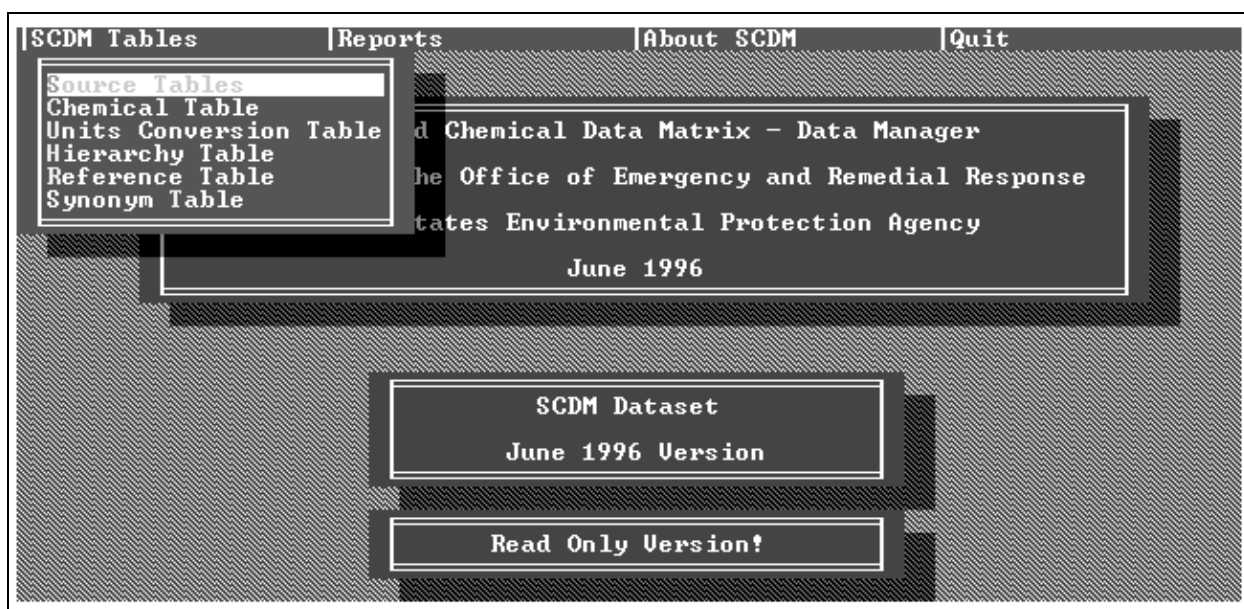 SCDM Tables Reports About SCDM Quit
Source Tables
Chemical Table
Units Conversion Table
Hierarchy Table
Reference Table
Synonym Table
d Chemical Data Matrix - Data Manager
he Office of Emergency and Remedial Response
tates Environmental Protection Agency
June 1996
SCDM Dataset
June 1996 Version
Read Only Version!